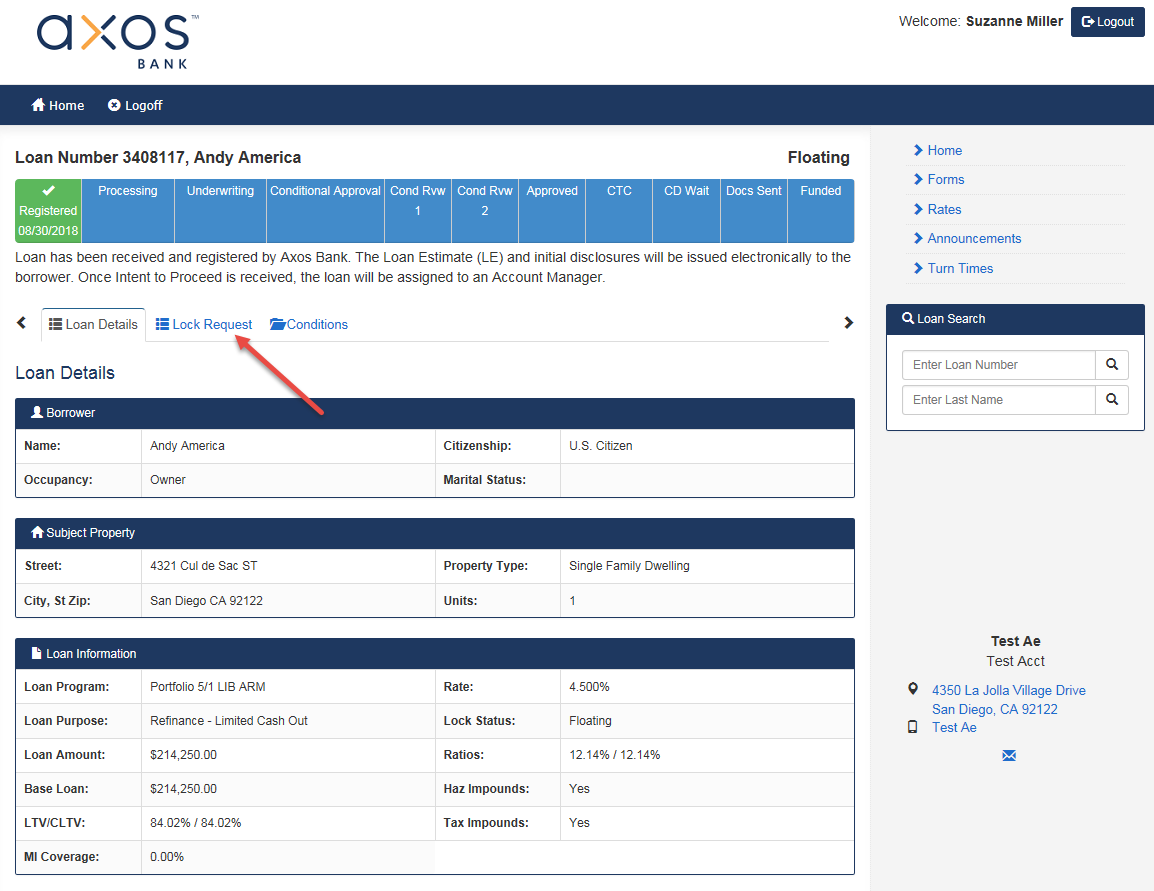 axos™
BANK
Welcome: Suzanne Miller
Logout
Home
Logoff
Loan Number 3408117, Andy America
Floating
Registered
08/30/2018
Processing
Underwriting
Conditional Approval
Cond Rvw
1
Cond Rvw
2
Approved
CTC
CD Wait
Docs Sent
Funded
Loan has been received and registered by Axos Bank. The Loan Estimate (LE) and initial disclosures will be issued electronically to the
borrower. Once Intent to Proceed is received, the loan will be assigned to an Account Manager.
Loan Details
Lock Request
Conditions
Loan Details
Borrower
Name: Andy America Citizenship: U.S. Citizen
Occupancy: Owner Marital Status:
Subject Property
Street: 4321 Cul de Sac ST Property Type: Single Family Dwelling
City, St Zip: San Diego CA 92122 Units: 1
Loan Information
Loan Program: Portfolio 5/1 LIB ARM Rate: 4.500%
Loan Purpose: Refinance - Limited Cash Out Lock Status: Floating
Loan Amount: $214,250.00 Ratios: 12.14% / 12.14%
Base Loan: $214,250.00 Haz Impounds: Yes
LTV/CLTV: 84.02% / 84.02% Tax Impounds: Yes
MI Coverage: 0.00%
Home
Forms
Rates
Announcements
Turn Times
Loan Search
Enter Loan Number
Enter Last Name
Test Ae
Test Acct
4350 La Jolla Village Drive
San Diego, CA 92122
Test Ae